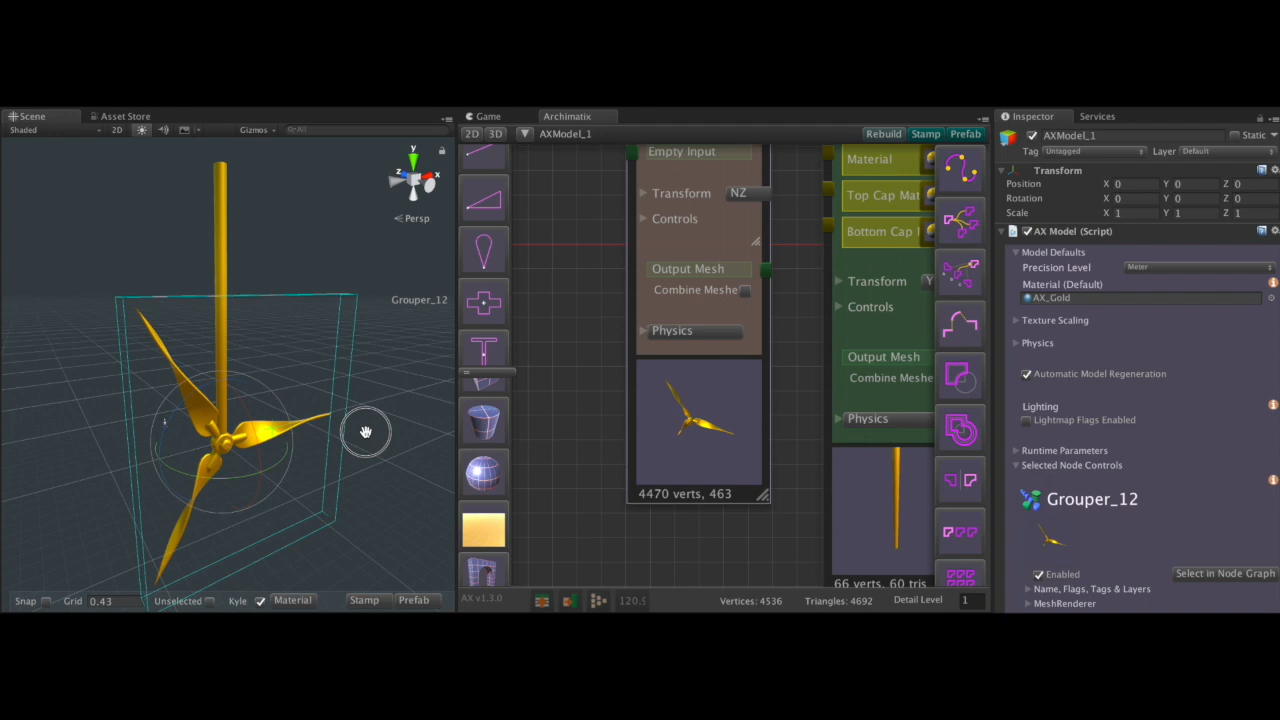 Scene
Asset Store
Shaded
2D
Gizmos
All
y
z
x
Persp
Grouper_12
Snap
Grid
0.43
Unselected
Kyle
Material
Stamp
Prefab
Game
Archimatix
2D
3D
AXModel_1
Rebuild
Stamp
Prefab
Empty Input
Transform
NZ
Controls
Output Mesh
Combine Meshe
Physics
4470 verts, 463
Material
Top Cap Mat
Bottom Cap
Transform
Y
Controls
Output Mesh
Combine Meshe
Physics
66 verts, 60 tris
AX v1.3.0
120.9
Vertices: 4536
Triangles: 4692
Detail Level
1
Inspector
Services
AXModel_1
Static
Tag
Untagged
Layer
Default
Transform
Position X 0 Y 0 Z 0
Rotation X 0 Y 0 Z 0
Scale X 1 Y 1 Z 1
AX Model (Script)
Model Defaults
Precision Level
Meter
Material (Default)
AX_Gold
Texture Scaling
Physics
Automatic Model Regeneration
Lighting
Lightmap Flags Enabled
Runtime Parameters
Selected Node Controls
Grouper_12
Enabled
Select in Node Graph
Name, Flags, Tags & Layers
MeshRenderer